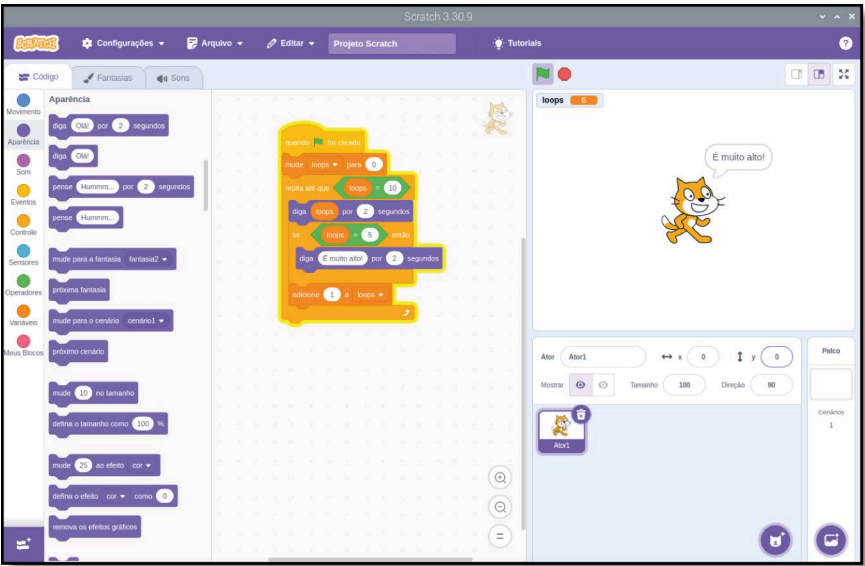 Scratch 3.30.9
SCRATCH
Configurações
Arquivo
Editar
Projeto Scratch
Tutoriais
?
Código
Fantasias
Sons
Movimento
Aparência
Som
Eventos
Controle
Sensores
Operadores
Variáveis
Meus Blocos
Aparência
diga Olá! por 2 segundos
diga Olá!
pense Hummm... por 2 segundos
pense Hummm...
mude para a fantasia fantasia2
próxima fantasia
mude para o cenário cenário1
próximo cenário
mude 10 no tamanho
defina o tamanho como 100 %
mude 25 ao efeito cor
defina o efeito cor como 0
remova os efeitos gráficos
quando for clicado
mude loops para 0
repita até que loops = 10
diga loops por 2 segundos
se loops > 5 então
diga É muito alto! por 2 segundos
adicione 1 a loops
loops 6
É muito alto!
Ator Ator1 x 0 y 0
Mostrar Tamanho 100 Direção 90
Ator1
Palco
Cenários
1